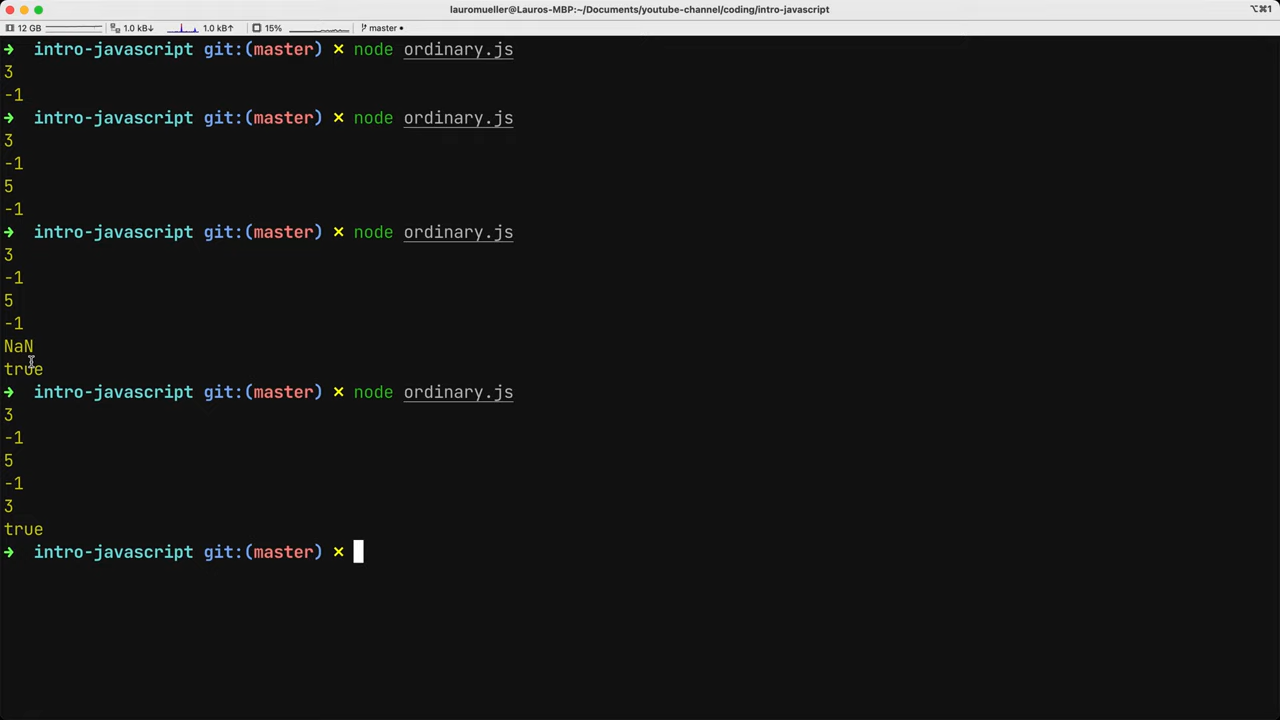 lauromueller@Lauros-MBP:~/Documents/youtube-channel/coding/intro-javascript
⌥⌘1
12 GB 1.0 kB↓ 1.0 kB↑ 15% master •
➜ intro-javascript git:(master) × node ordinary.js
3
-1
➜ intro-javascript git:(master) × node ordinary.js
3
-1
5
-1
➜ intro-javascript git:(master) × node ordinary.js
3
-1
5
-1
NaN
true
➜ intro-javascript git:(master) × node ordinary.js
3
-1
5
-1
3
true
➜ intro-javascript git:(master) ×